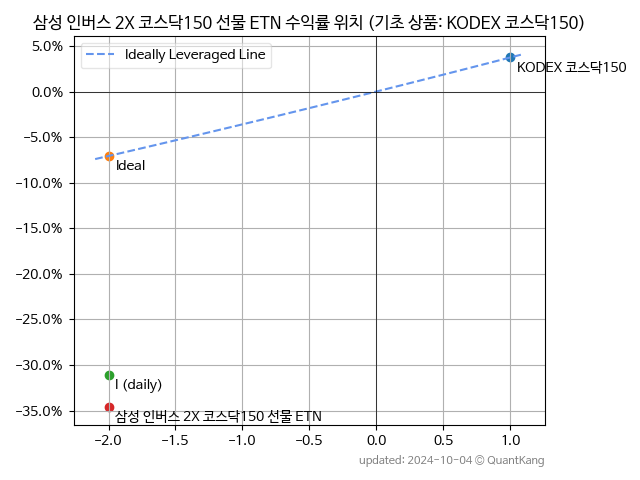 삼성 인버스 2X 코스닥150 선물 ETN 수익률 위치 (기초 상품: KODEX 코스닥150)
5.0%
0.0%
-5.0%
-10.0%
-15.0%
-20.0%
-25.0%
-30.0%
-35.0%
Ideally Leveraged Line
KODEX 코스닥150
Ideal
I (daily)
삼성 인버스 2X 코스닥150 선물 ETN
-2.0
-1.5
-1.0
-0.5
0.0
0.5
1.0
updated: 2024-10-04 © QuantKang